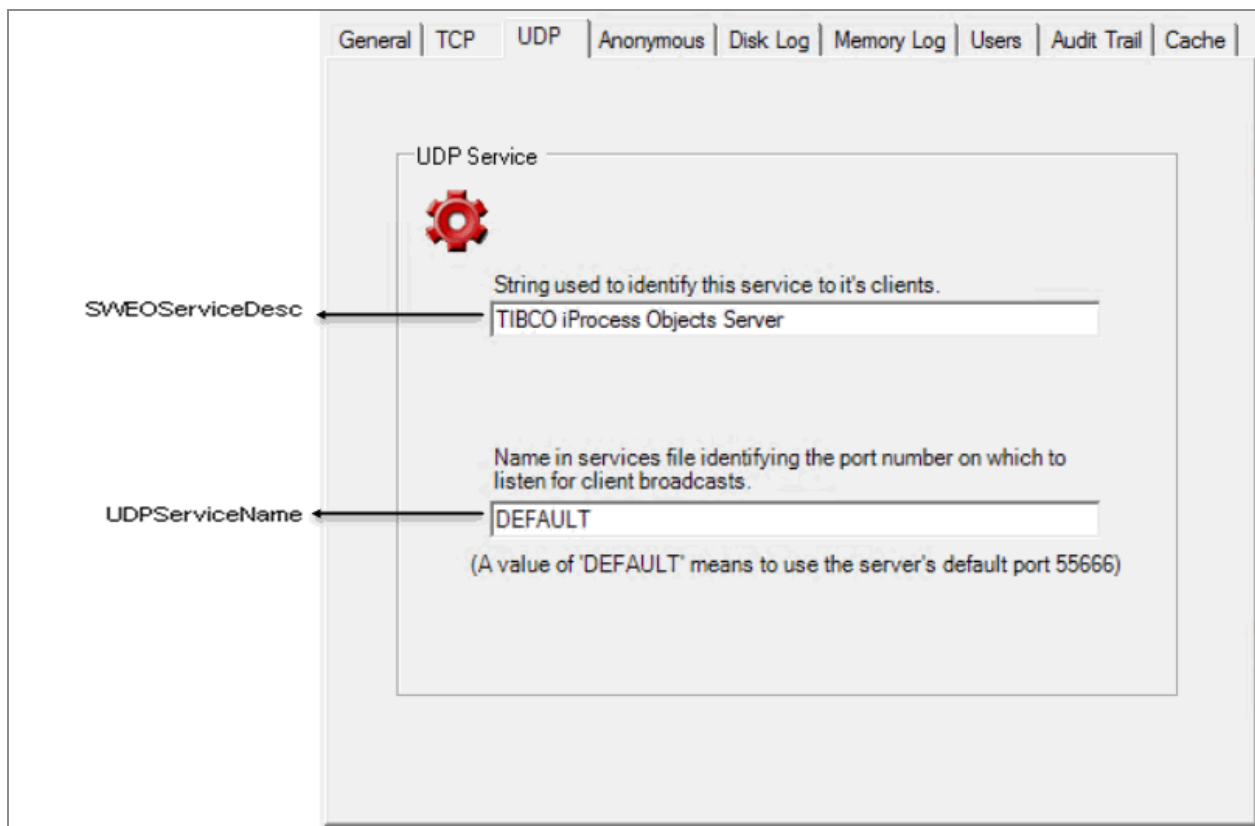 General TCP UDP Anonymous Disk Log Memory Log Users Audit Trail Cache
UDP Service
String used to identify this service to it's clients.
SWEOServiceDesc
TIBCO iProcess Objects Server
Name in services file identifying the port number on which to
listen for client broadcasts.
UDPServiceName
DEFAULT
(A value of 'DEFAULT' means to use the server's default port 55666)